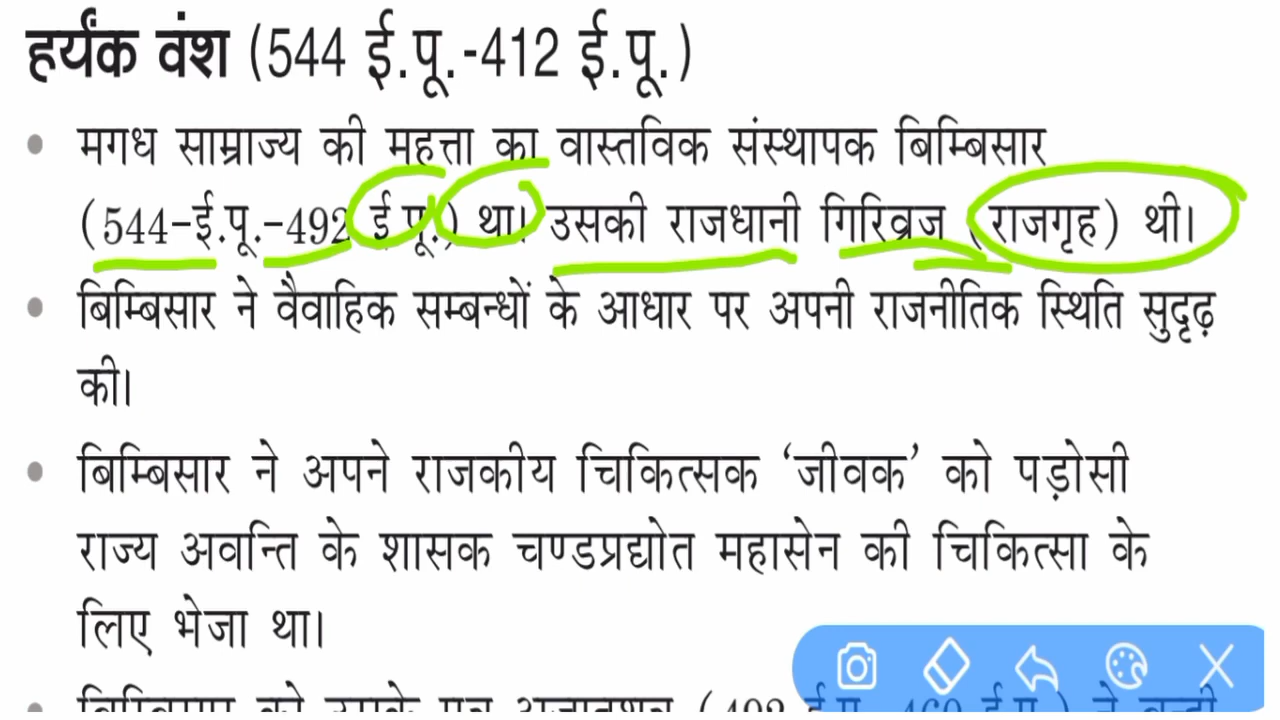 हर्यंक वंश (544 ई.पू.-412 ई.पू.)
• मगध साम्राज्य की महत्ता का वास्तविक संस्थापक बिम्बिसार
(544-ई.पू.-492 ई.पू.) था। उसकी राजधानी गिरिव्रज (राजगृह) थी।
• बिम्बिसार ने वैवाहिक सम्बन्धों के आधार पर अपनी राजनीतिक स्थिति सुदृढ़
की।
• बिम्बिसार ने अपने राजकीय चिकित्सक ‘जीवक’ को पड़ोसी
राज्य अवन्ति के शासक चण्डप्रद्योत महासेन की चिकित्सा के
लिए भेजा था।